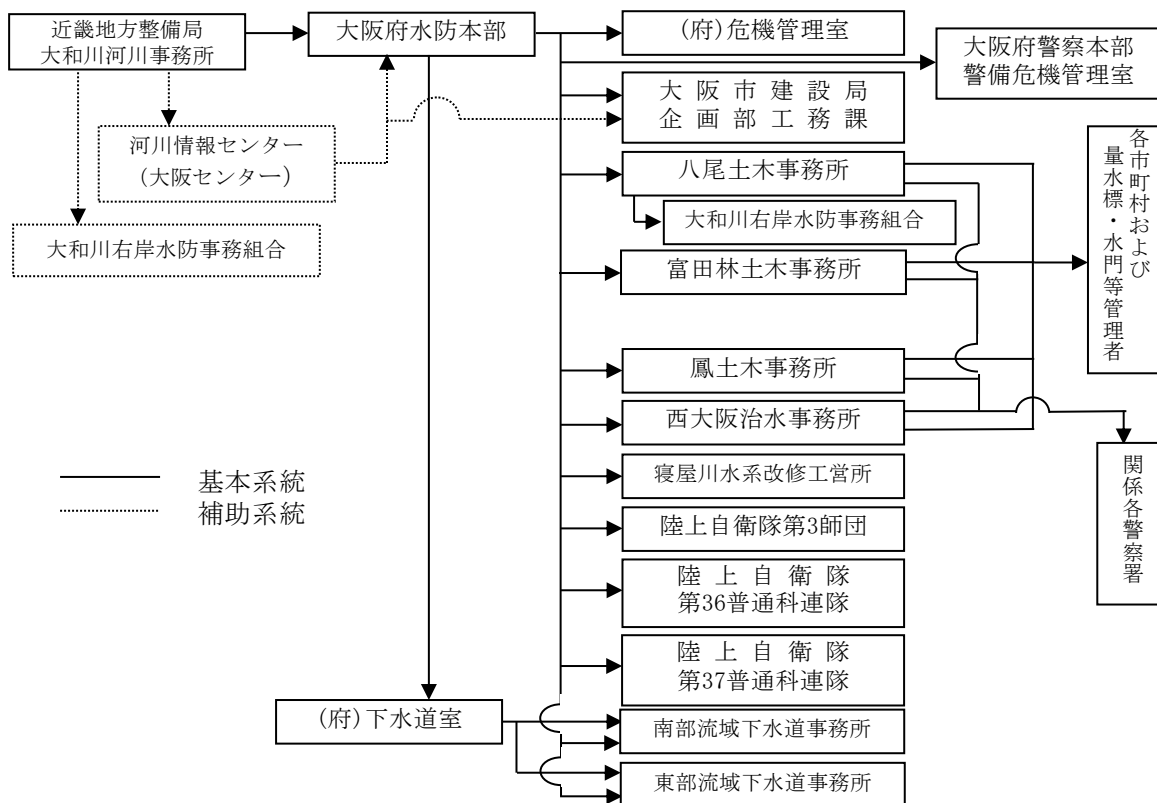 近畿地方整備局
大和川河川事務所
大阪府水防本部
(府)危機管理室
大阪府警察本部
警備危機管理室
大阪市建設局
企画部工務課
河川情報センター
(大阪センター)
八尾土木事務所
大和川右岸水防事務組合
大和川右岸水防事務組合
富田林土木事務所
各市町村および
量水標・水門等管理者
鳳土木事務所
西大阪治水事務所
関係各警察署
寝屋川水系改修工営所
基本系統
補助系統
陸上自衛隊第3師団
陸上自衛隊
第36普通科連隊
陸上自衛隊
第37普通科連隊
(府)下水道室
南部流域下水道事務所
東部流域下水道事務所